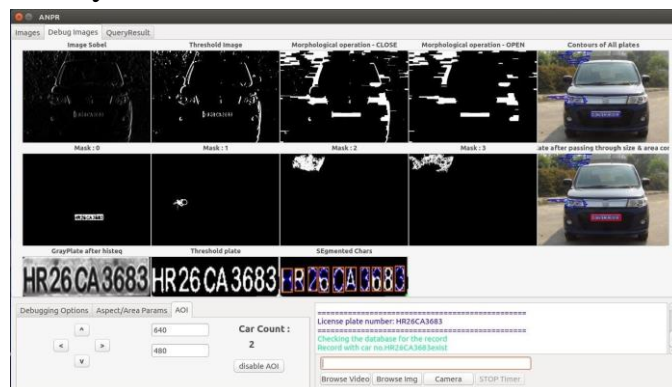 ANPR
Images Debug Images QueryResult
Image Sobel Threshold Image Morphological operation - CLOSE Morphological operation - OPEN Contours of All plates
Mask : 0 Mask : 1 Mask : 2 Mask : 3 ate after passing through size & area cor
GrayPlate after histeq Threshold plate SEgmented Chars
HR26CA3683 HR26CA3683 HR26CA3683
Debugging Options Aspect/Area Params AOI
^
< >
v
640
480
Car Count :
2
disable AOI
==================================================
License plate number: HR26CA3683
==================================================
Checking the database for the record
Record with car no.HR26CA3683exist
Browse Video Browse Img Camera STOP Timer